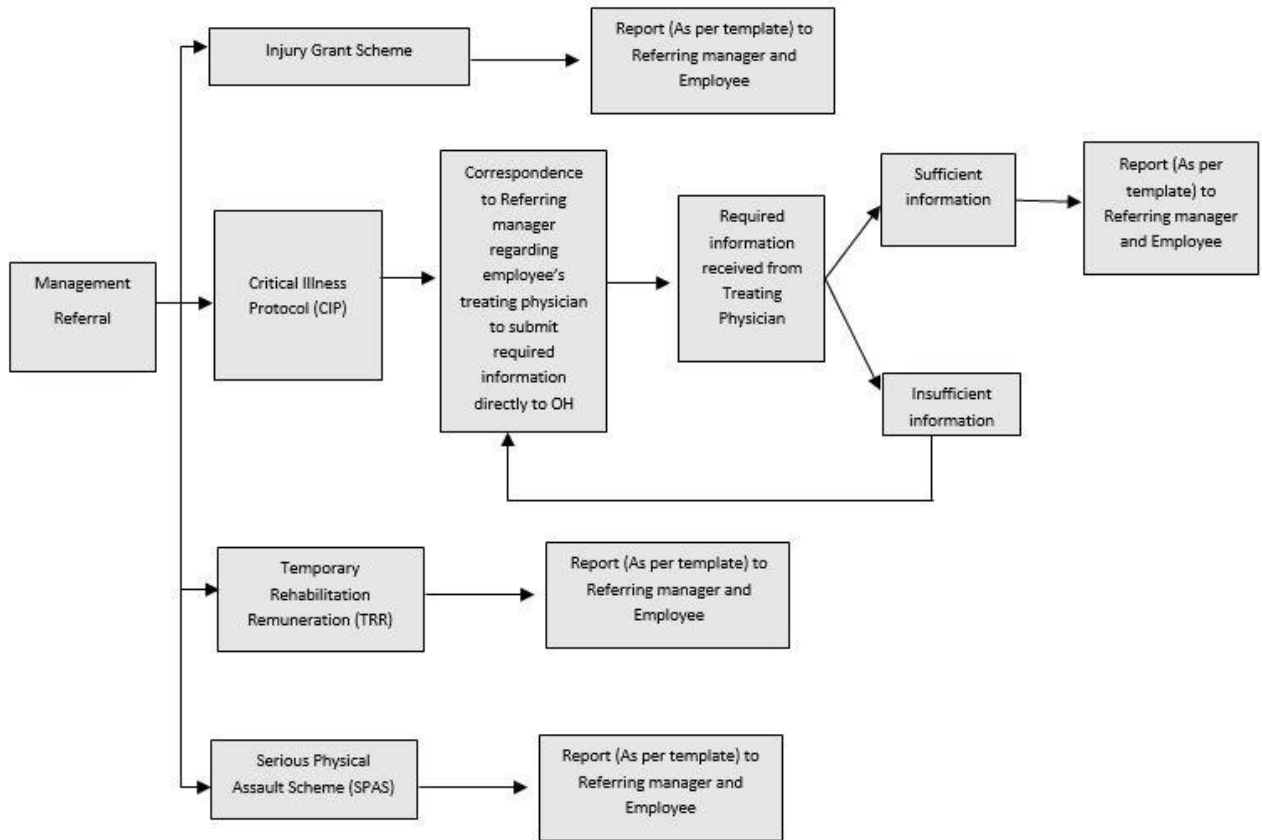 Management
Referral
Injury Grant Scheme
Report (As per template) to
Referring manager and
Employee
Critical Illness
Protocol (CIP)
Correspondence
to Referring
manager
regarding
employee's
treating physician
to submit
required
information
directly to OH
Required
information
received from
Treating
Physician
Sufficient
information
Report (As per
template) to
Referring manager
and Employee
Insufficient
information
Temporary
Rehabilitation
Remuneration (TRR)
Report (As per template) to
Referring manager and
Employee
Serious Physical
Assault Scheme (SPAS)
Report (As per template) to
Referring manager and
Employee